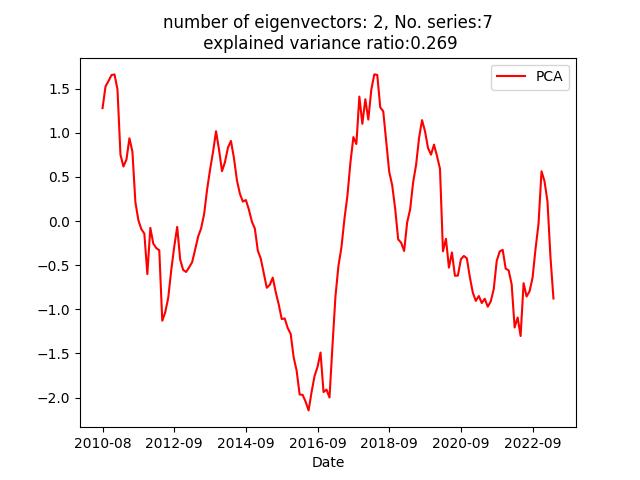 number of eigenvectors: 2, No. series:7
explained variance ratio:0.269
PCA
1.5
1.0
0.5
0.0
−0.5
−1.0
−1.5
−2.0
2010-08 2012-09 2014-09 2016-09 2018-09 2020-09 2022-09
Date